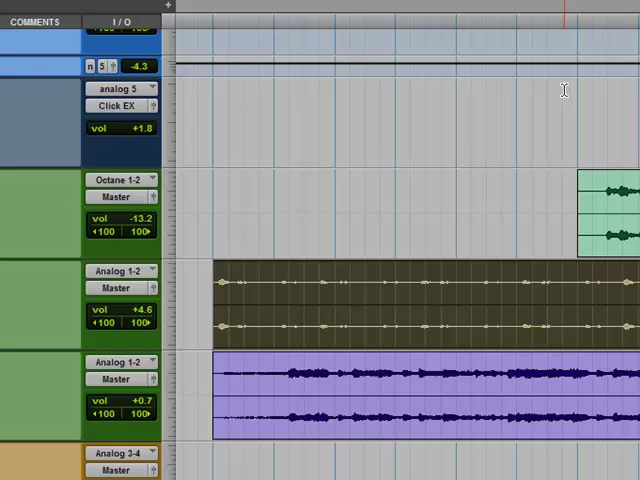 COMMENTS I / O
n 5 -4.3
analog 5
Click EX
vol +1.8
Octane 1-2
Master
vol -13.2
100 100
Analog 1-2
Master
vol +4.6
100 100
Analog 1-2
Master
vol +0.7
100 100
Analog 3-4
Master